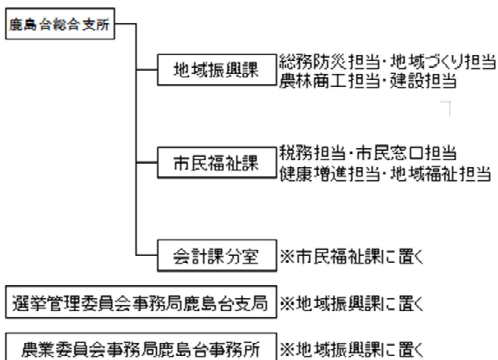 鹿島台総合支所
地域振興課 総務防災担当・地域づくり担当
農林商工担当・建設担当
市民福祉課 税務担当・市民窓口担当
健康増進担当・地域福祉担当
会計課分室 ※市民福祉課に置く
選挙管理委員会事務局鹿島台支局 ※地域振興課に置く
農業委員会事務局鹿島台事務所 ※地域振興課に置く